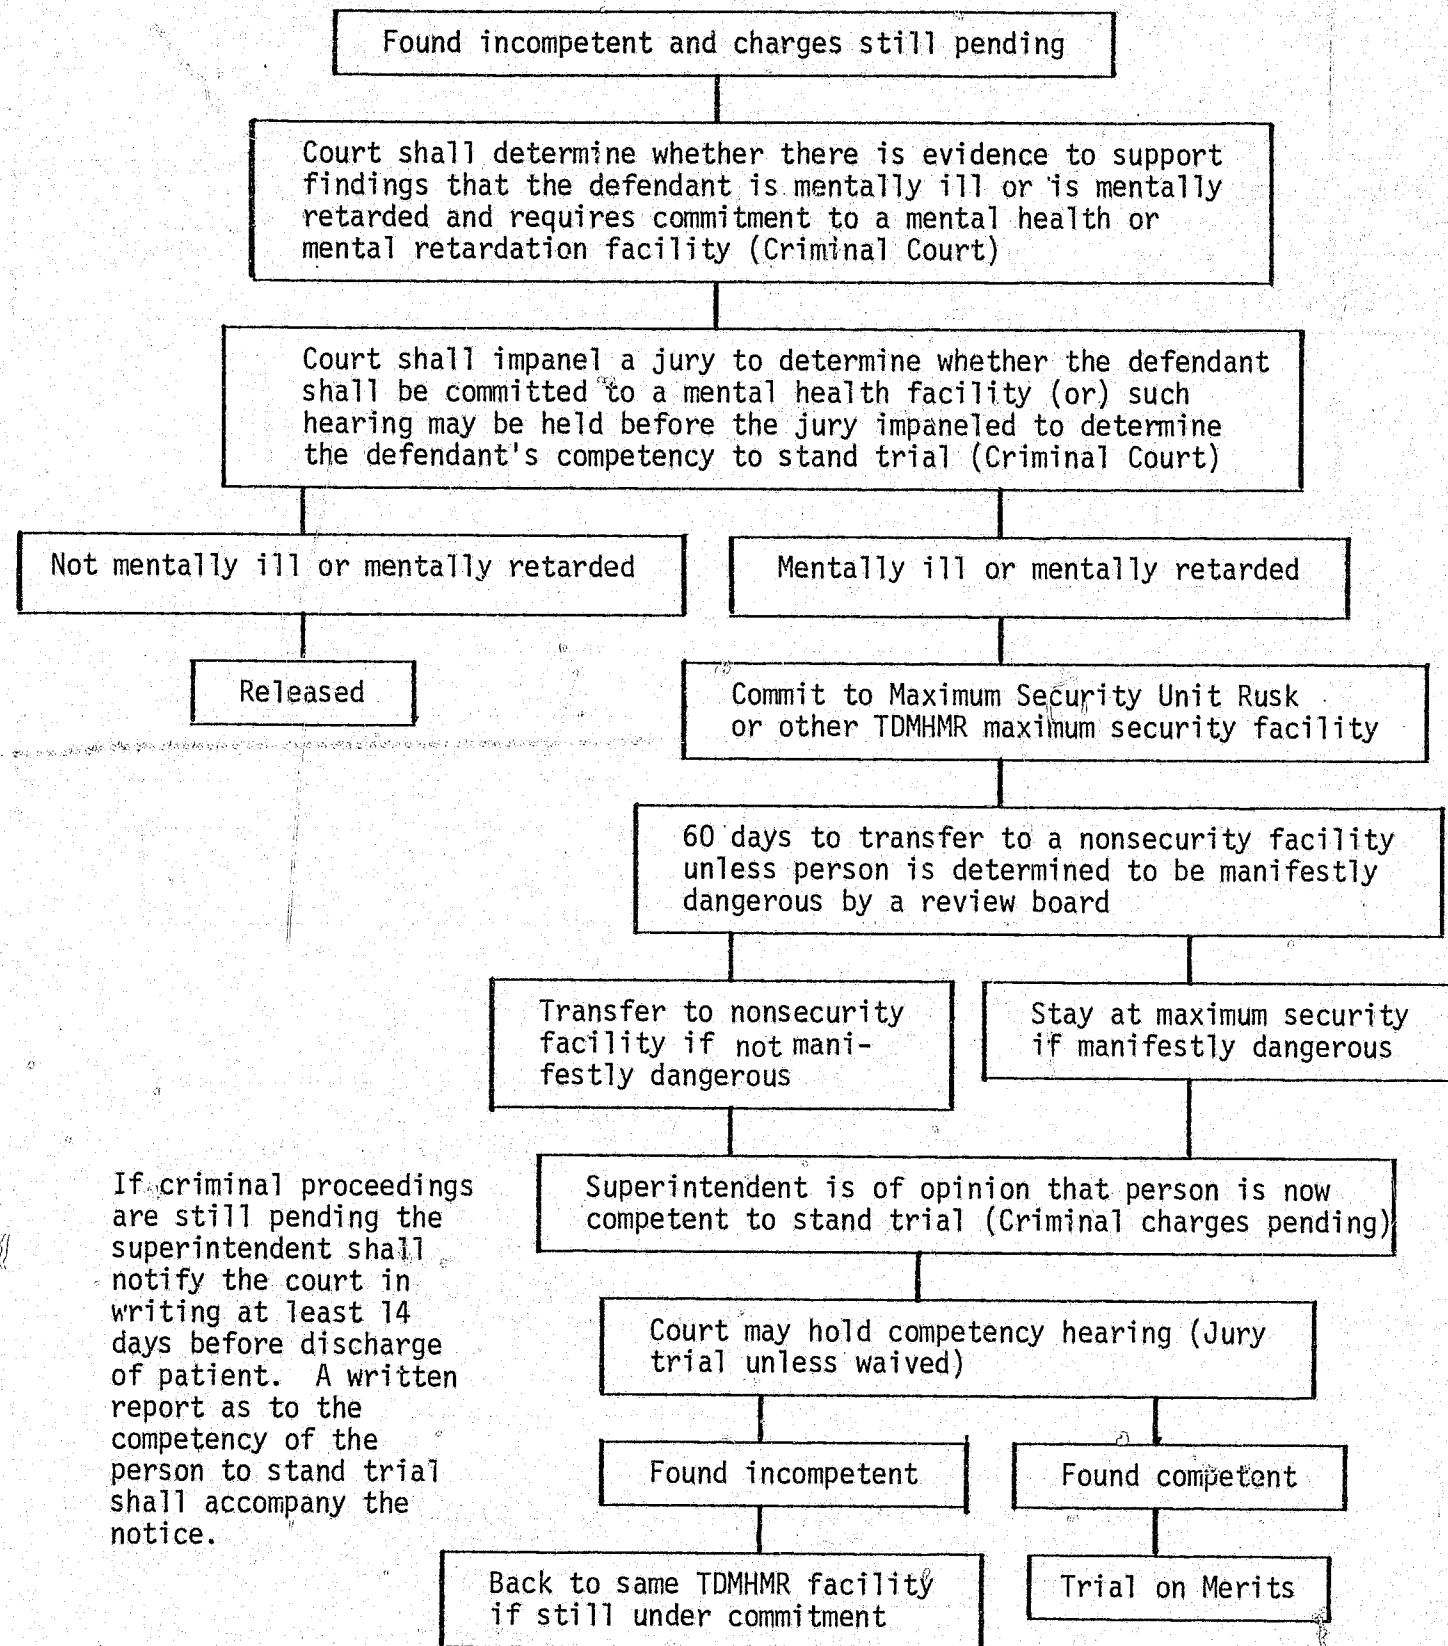 Found incompetent and charges still pending
Court shall determine whether there is evidence to support
findings that the defendant is mentally ill or is mentally
retarded and requires commitment to a mental health or
mental retardation facility (Criminal Court)
Court shall impanel a jury to determine whether the defendant
shall be committed to a mental health facility (or) such
hearing may be held before the jury impaneled to determine
the defendant's competency to stand trial (Criminal Court)
Not mentally ill or mentally retarded
Mentally ill or mentally retarded
Released
Commit to Maximum Security Unit Rusk
or other TDMHMR maximum security facility
60 days to transfer to a nonsecurity facility
unless person is determined to be manifestly
dangerous by a review board
Transfer to nonsecurity
facility if not mani-
festly dangerous
Stay at maximum security
if manifestly dangerous
If criminal proceedings
are still pending the
superintendent shall
notify the court in
writing at least 14
days before discharge
of patient. A written
report as to the
competency of the
person to stand trial
shall accompany the
notice.
Superintendent is of opinion that person is now
competent to stand trial (Criminal charges pending)
Court may hold competency hearing (Jury
trial unless waived)
Found incompetent
Found competent
Back to same TDMHMR facility
if still under commitment
Trial on Merits